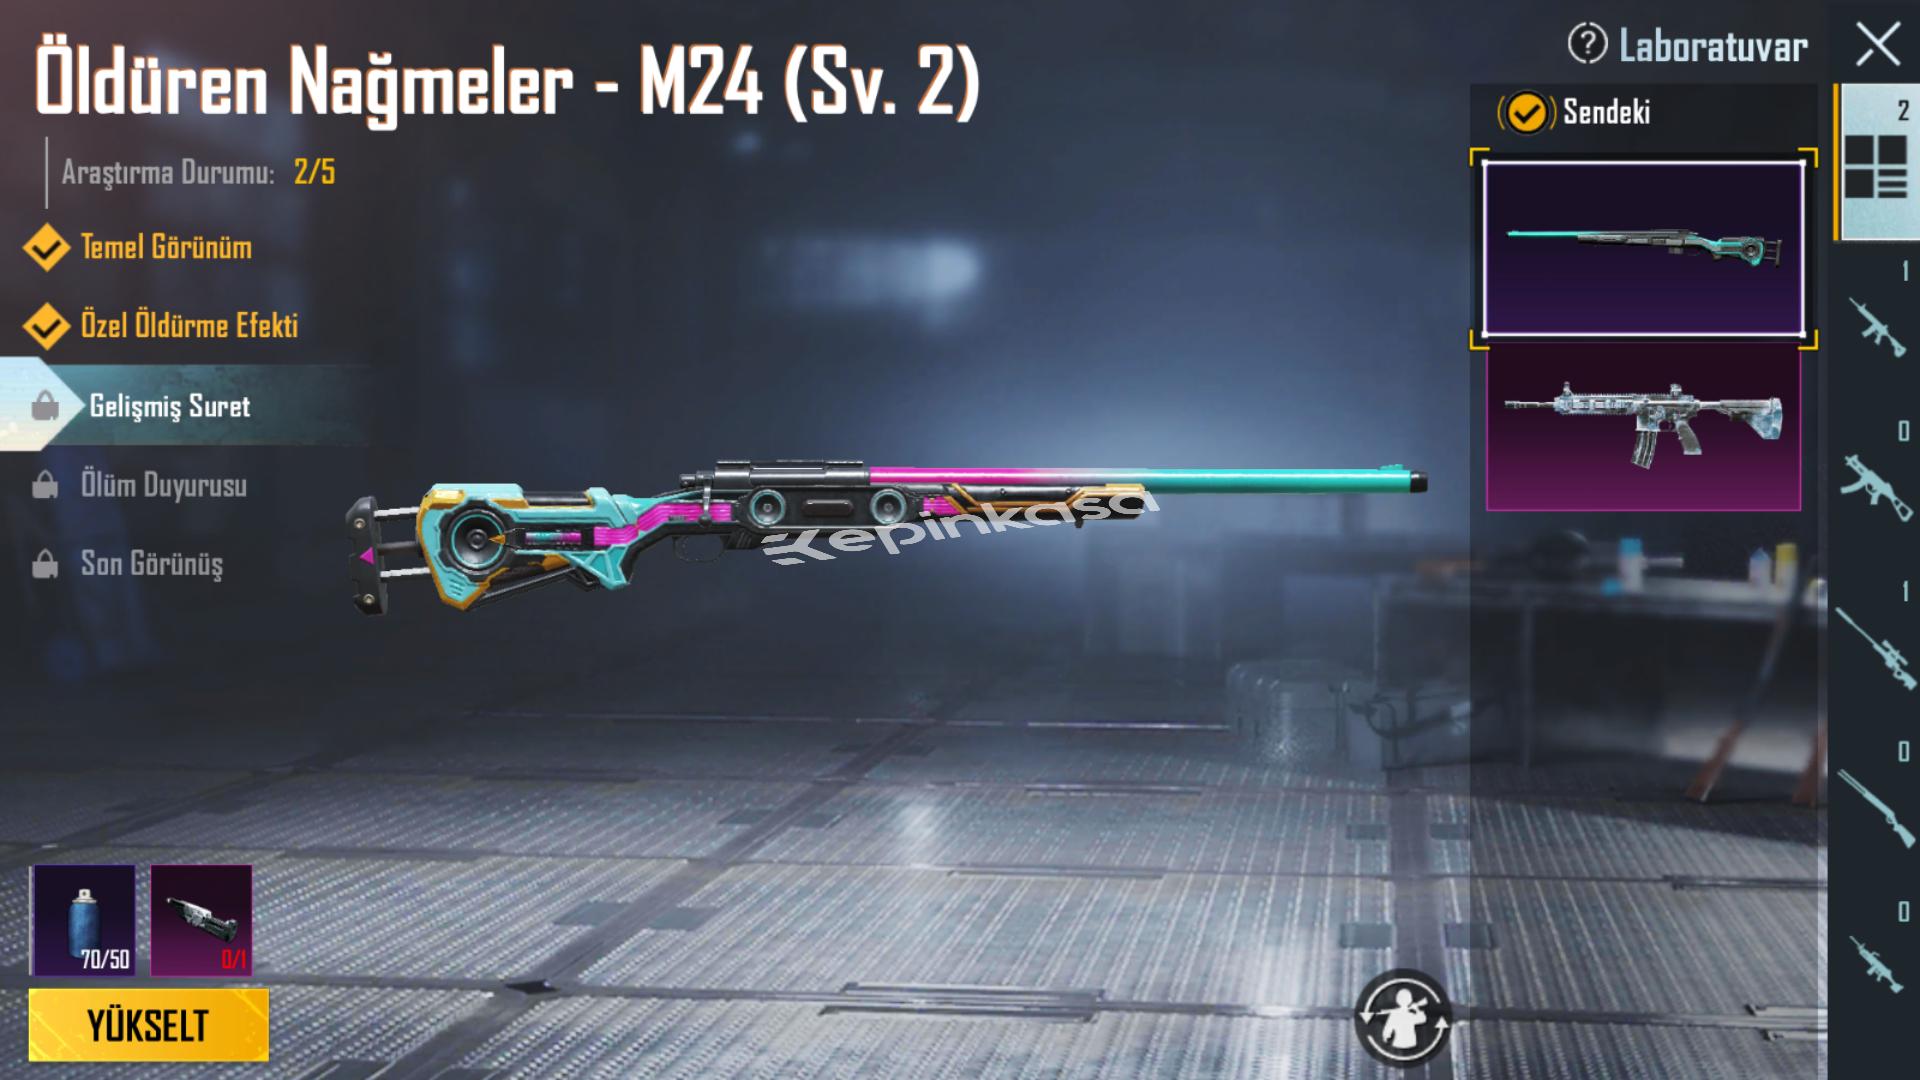 Öldüren Nağmeler - M24 (Sv. 2)
Araştırma Durumu: 2/5
Temel Görünüm
Özel Öldürme Efekti
Gelişmiş Suret
Ölüm Duyurusu
Son Görünüş
epinkasa
70/50
0/1
YÜKSELT
Laboratuvar
Sendeki
2
1
0
1
0
0